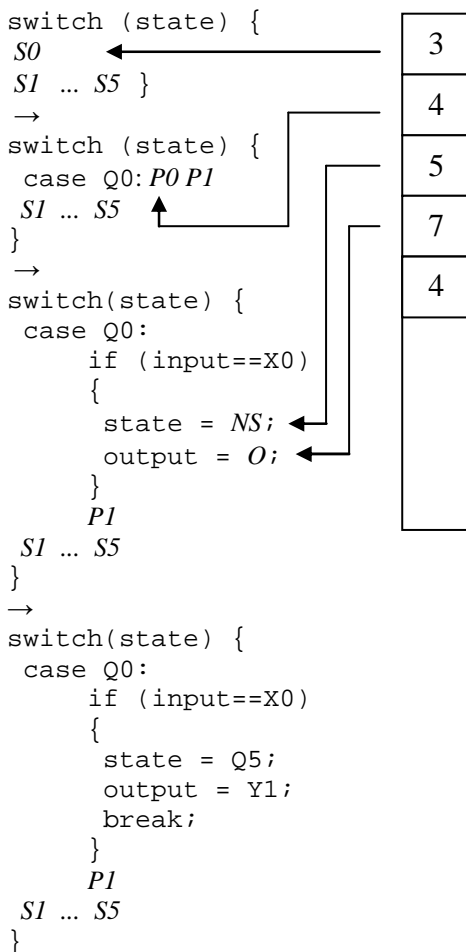 switch (state) {
S0
S1 ... S5 }
→
switch (state) {
case Q0: P0 P1
S1 ... S5
}
→
switch(state) {
case Q0:
if (input==X0)
{
state = NS;
output = O;
}
P1
S1 ... S5
}
→
switch(state) {
case Q0:
if (input==X0)
{
state = Q5;
output = Y1;
break;
}
P1
S1 ... S5
}
3
4
5
7
4